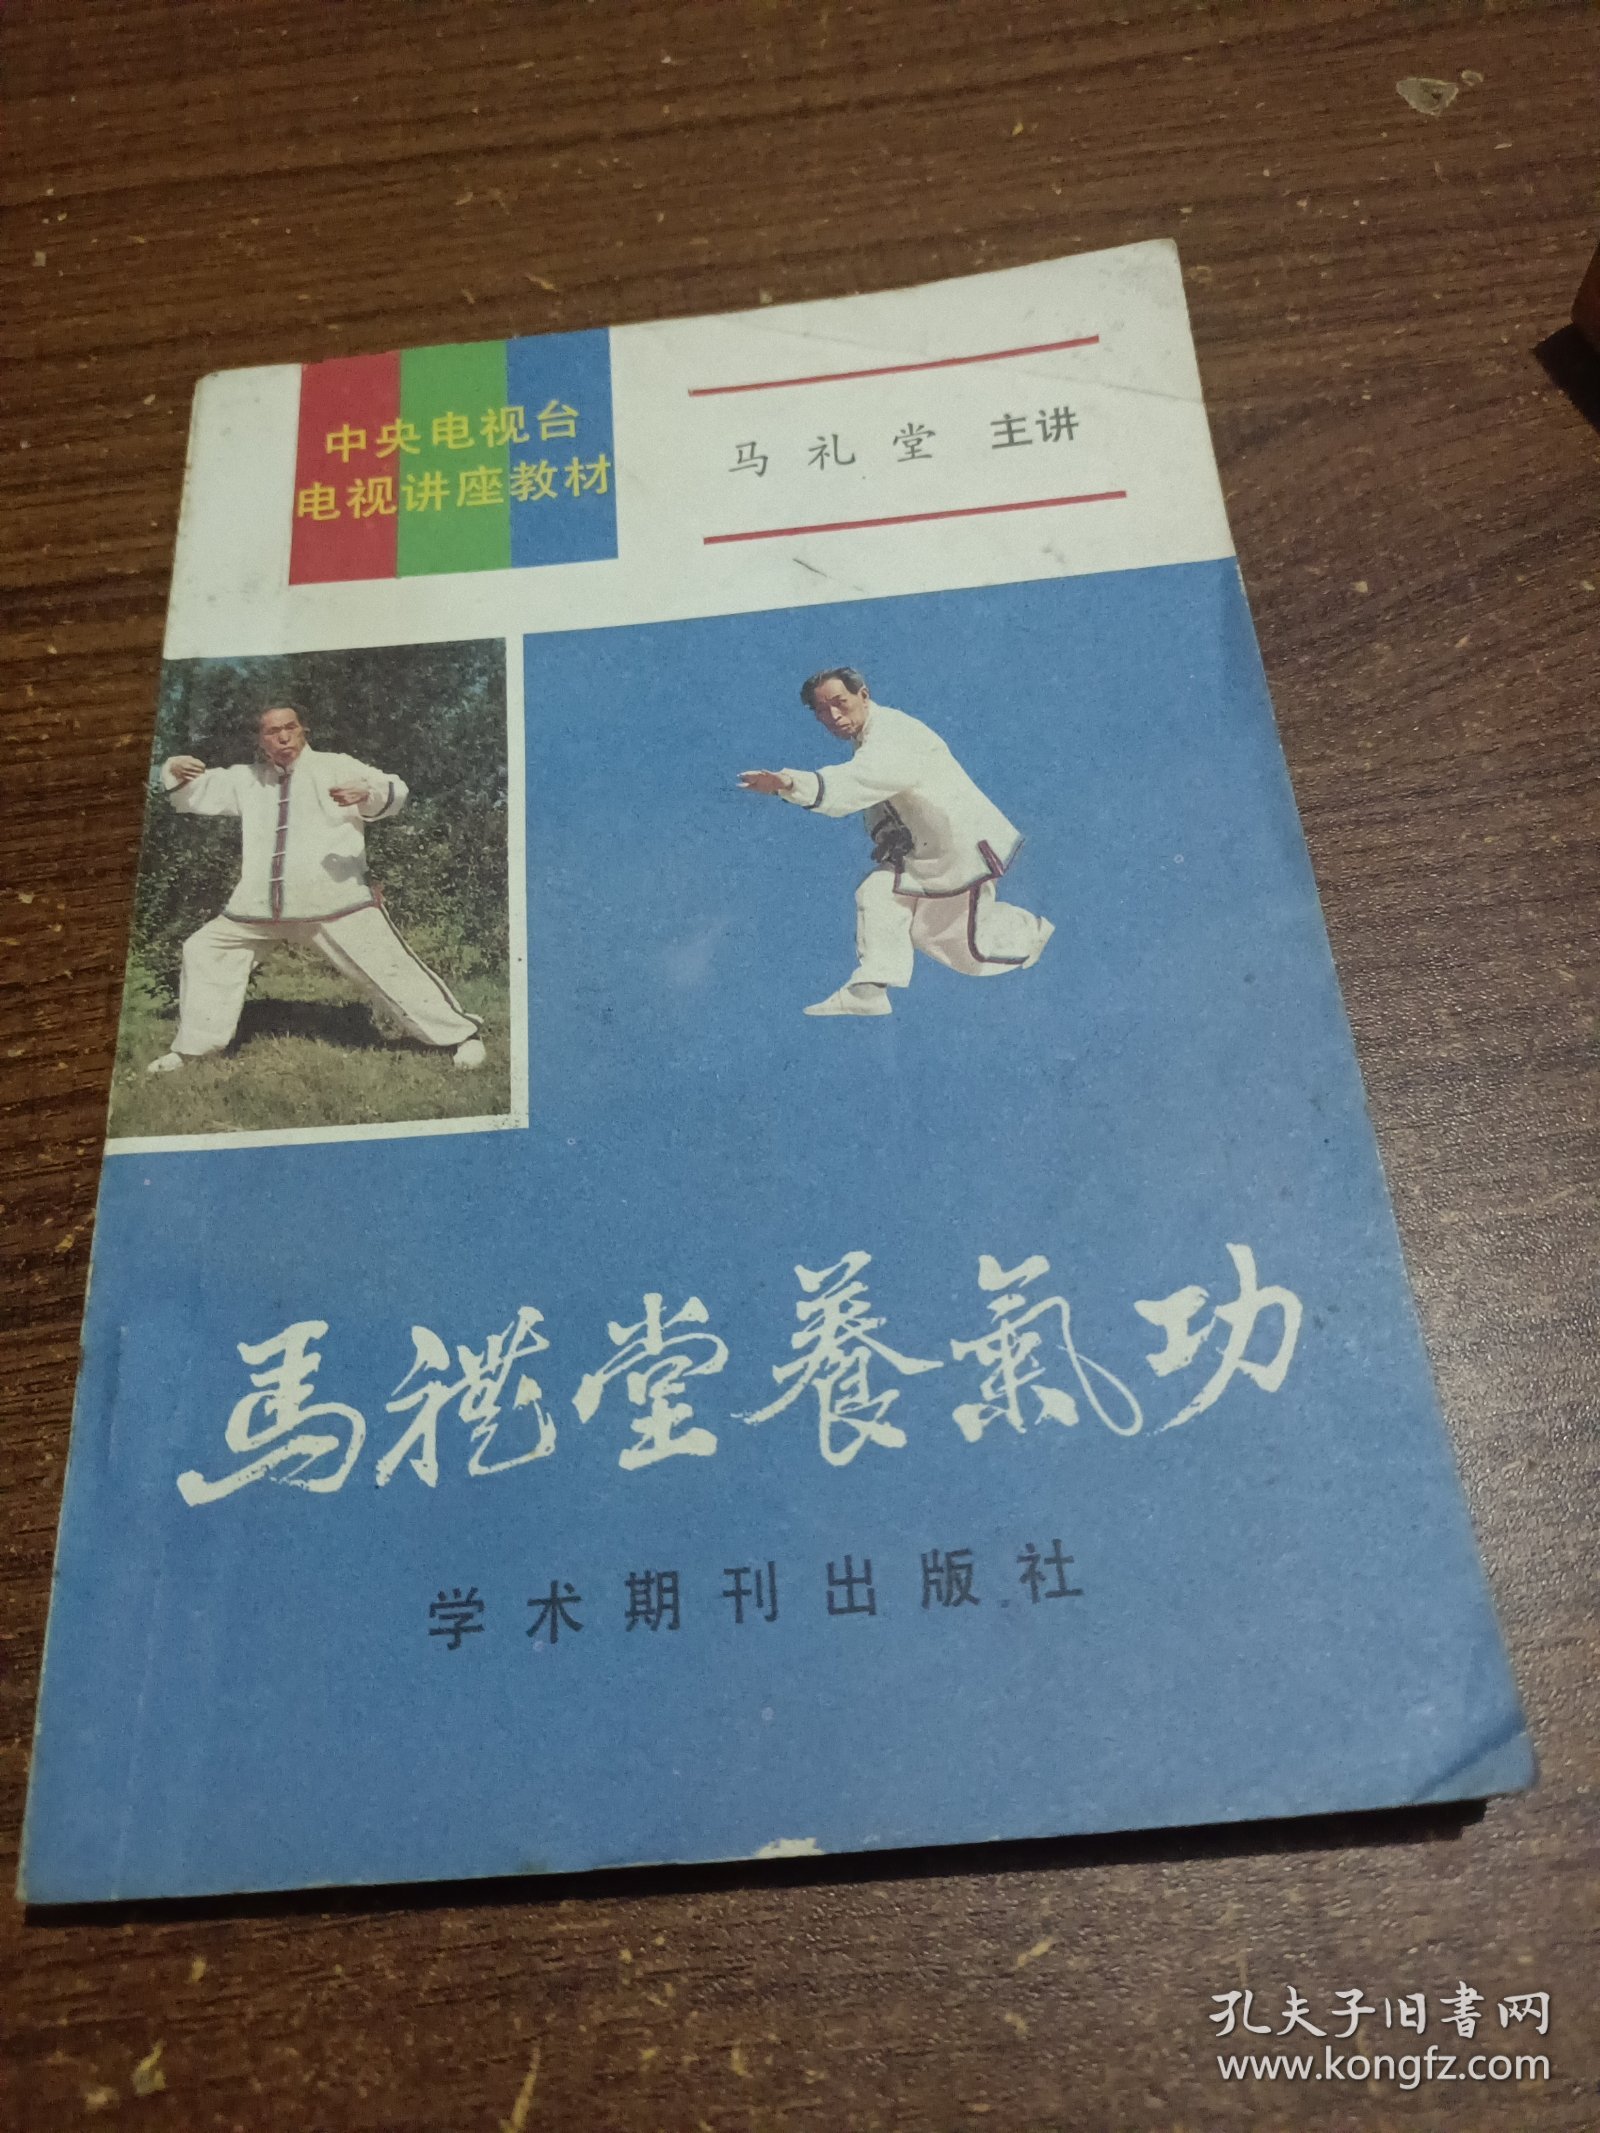 中央电视台
电视讲座教材
马礼堂 主讲
馬禮堂養氣功
学术期刊出版社
孔夫子旧書网
www.kongfz.com